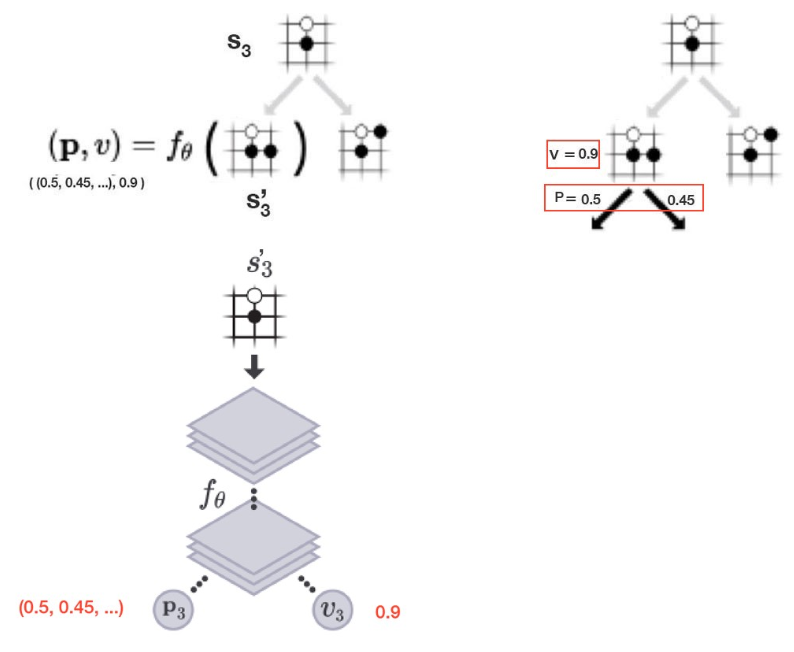 s₃
(p, v) = fθ ( )
( (0.5, 0.45, ...), 0.9 )
s'₃
V = 0.9
P = 0.5 0.45
s'₃
fθ
(0.5, 0.45, ...) p₃ v₃ 0.9